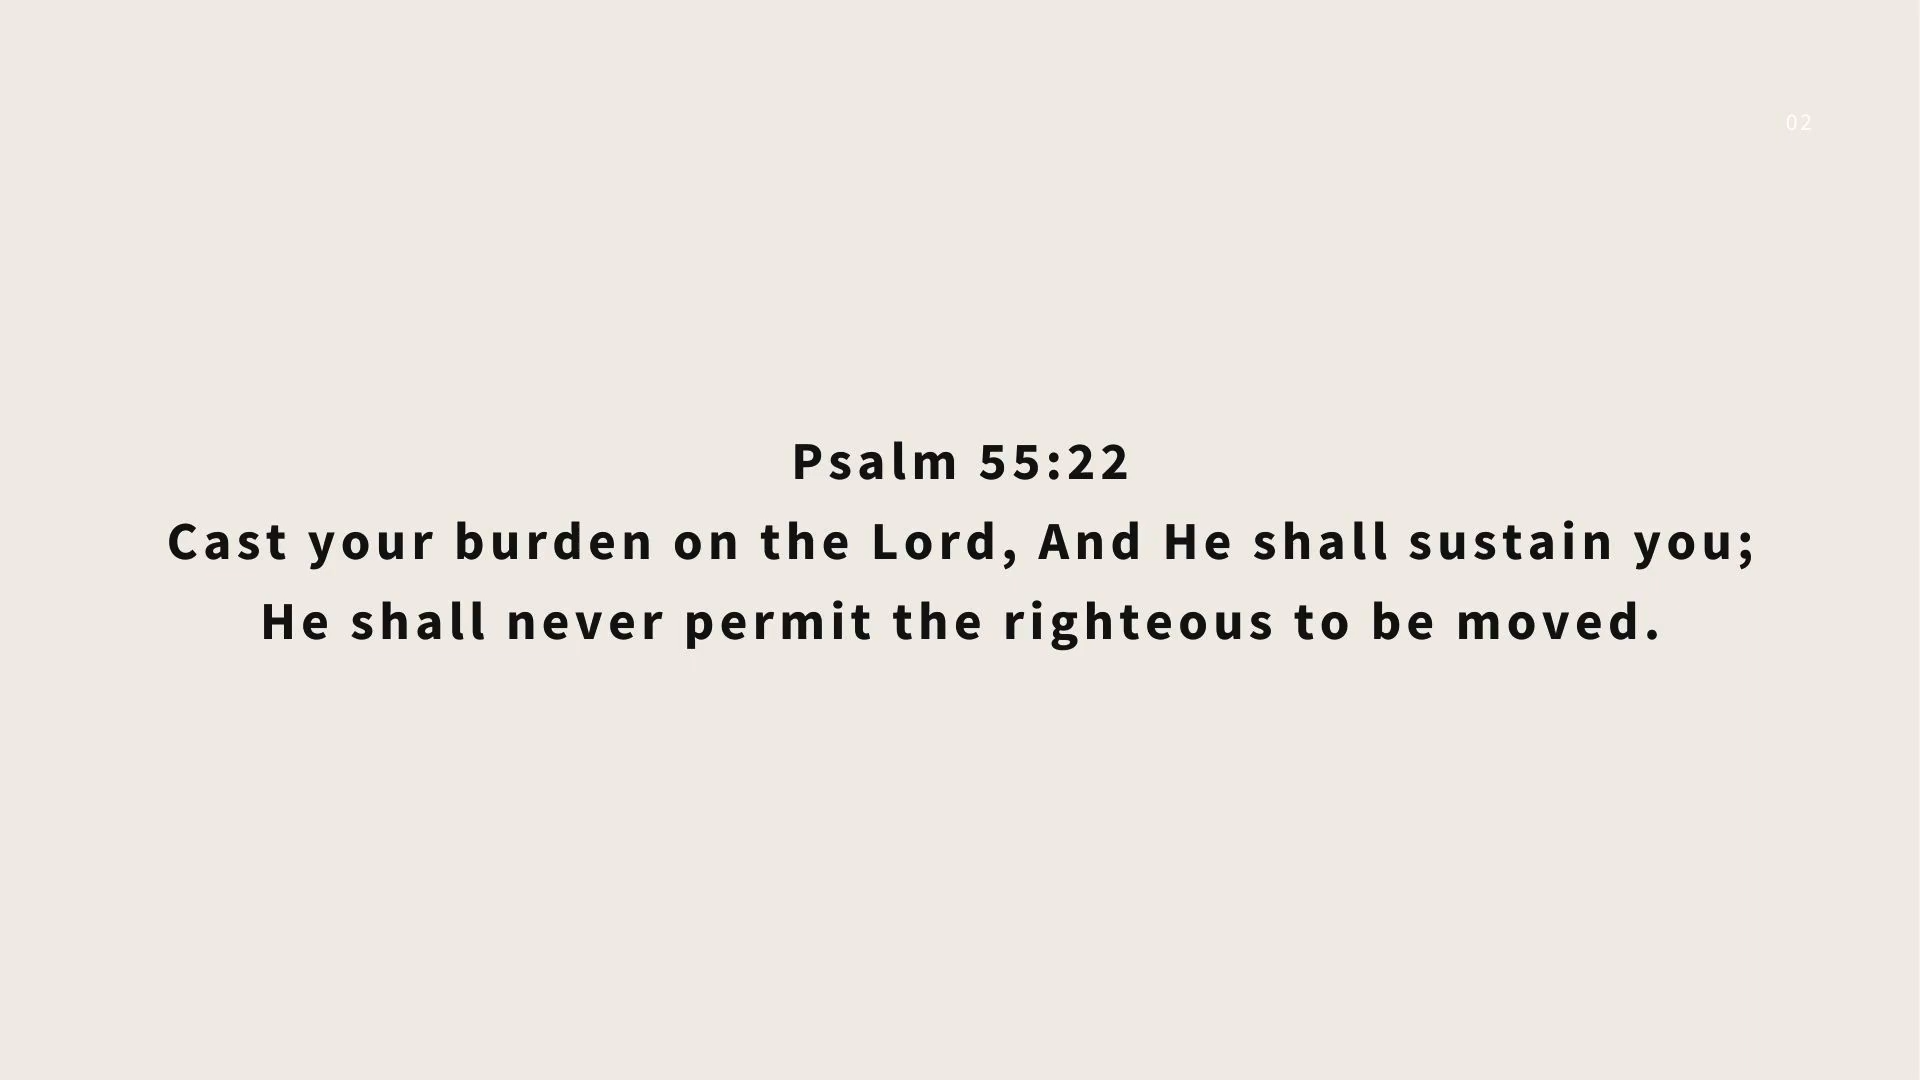 02
Psalm 55:22
Cast your burden on the Lord, And He shall sustain you;
He shall never permit the righteous to be moved.